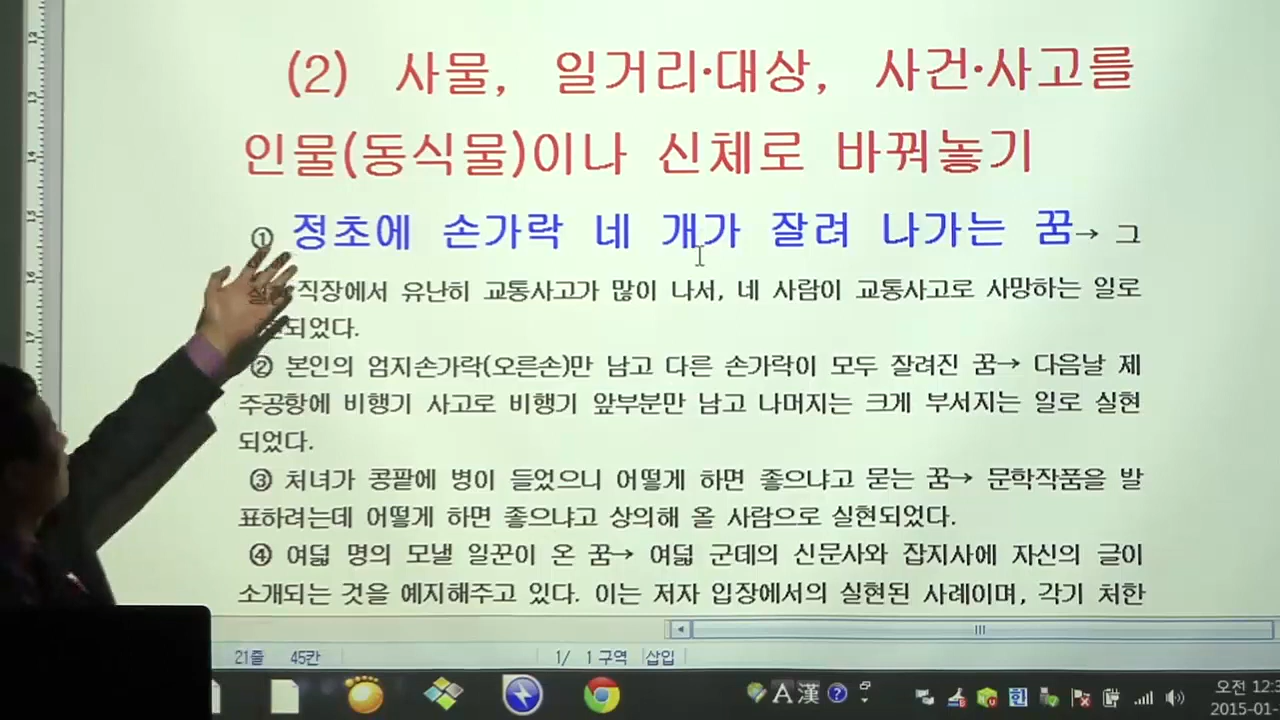 (2) 사물, 일거리·대상, 사건·사고를
인물(동식물)이나 신체로 바꿔놓기
① 정초에 손가락 네 개가 잘려 나가는 꿈→ 그
직장에서 유난히 교통사고가 많이 나서, 네 사람이 교통사고로 사망하는 일로
되었다.
② 본인의 엄지손가락(오른손)만 남고 다른 손가락이 모두 잘려진 꿈→ 다음날 제
주공항에 비행기 사고로 비행기 앞부분만 남고 나머지는 크게 부서지는 일로 실현
되었다.
③ 처녀가 콩팥에 병이 들었으니 어떻게 하면 좋으냐고 묻는 꿈→ 문학작품을 발
표하려는데 어떻게 하면 좋으냐고 상의해 올 사람으로 실현되었다.
④ 여덟 명의 모낼 일꾼이 온 꿈→ 여덟 군데의 신문사와 잡지사에 자신의 글이
소개되는 것을 예지해주고 있다. 이는 저자 입장에서의 실현된 사례이며, 각기 처한
21줄 45칸 1/ 1 구역 삽입
A 漢 한 오전 12:3
2015-01-